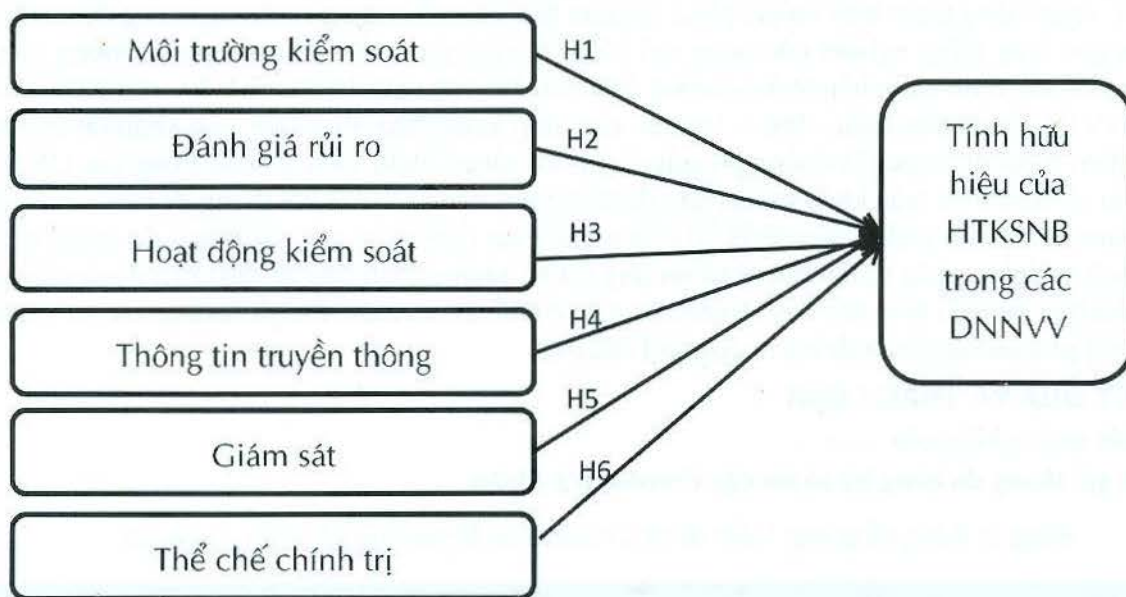 Môi trường kiểm soát
H1
Đánh giá rủi ro
H2
Hoạt động kiểm soát
H3
Thông tin truyền thông
H4
Giám sát
H5
Thể chế chính trị
H6
Tính hữu
hiệu của
HTKSNB
trong các
DNNVV